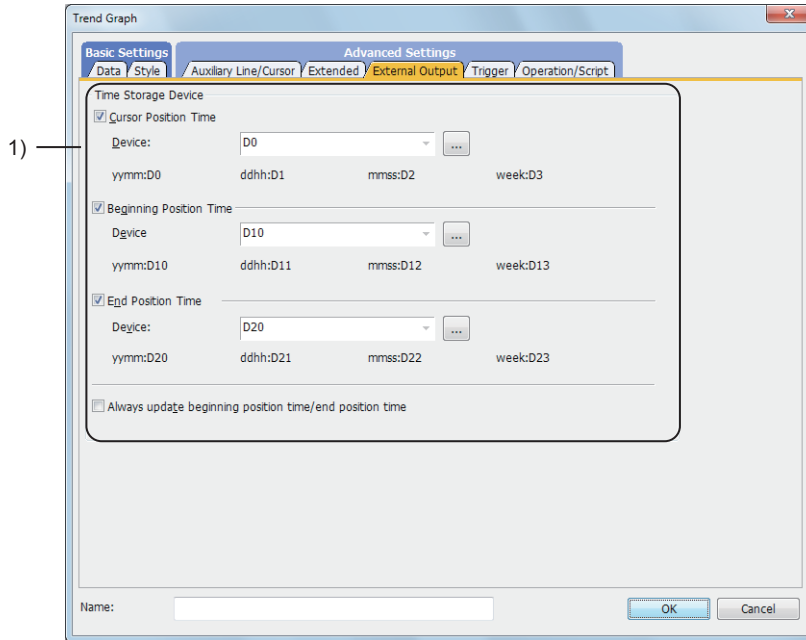 Trend Graph
Basic Settings Advanced Settings
Data Style Auxiliary Line/Cursor Extended External Output Trigger Operation/Script
Time Storage Device
Cursor Position Time
1)
Device: D0 ...
yymm:D0 ddhh:D1 mmss:D2 week:D3
Beginning Position Time
Device D10 ...
yymm:D10 ddhh:D11 mmss:D12 week:D13
End Position Time
Device: D20 ...
yymm:D20 ddhh:D21 mmss:D22 week:D23
Always update beginning position time/end position time
Name: OK Cancel